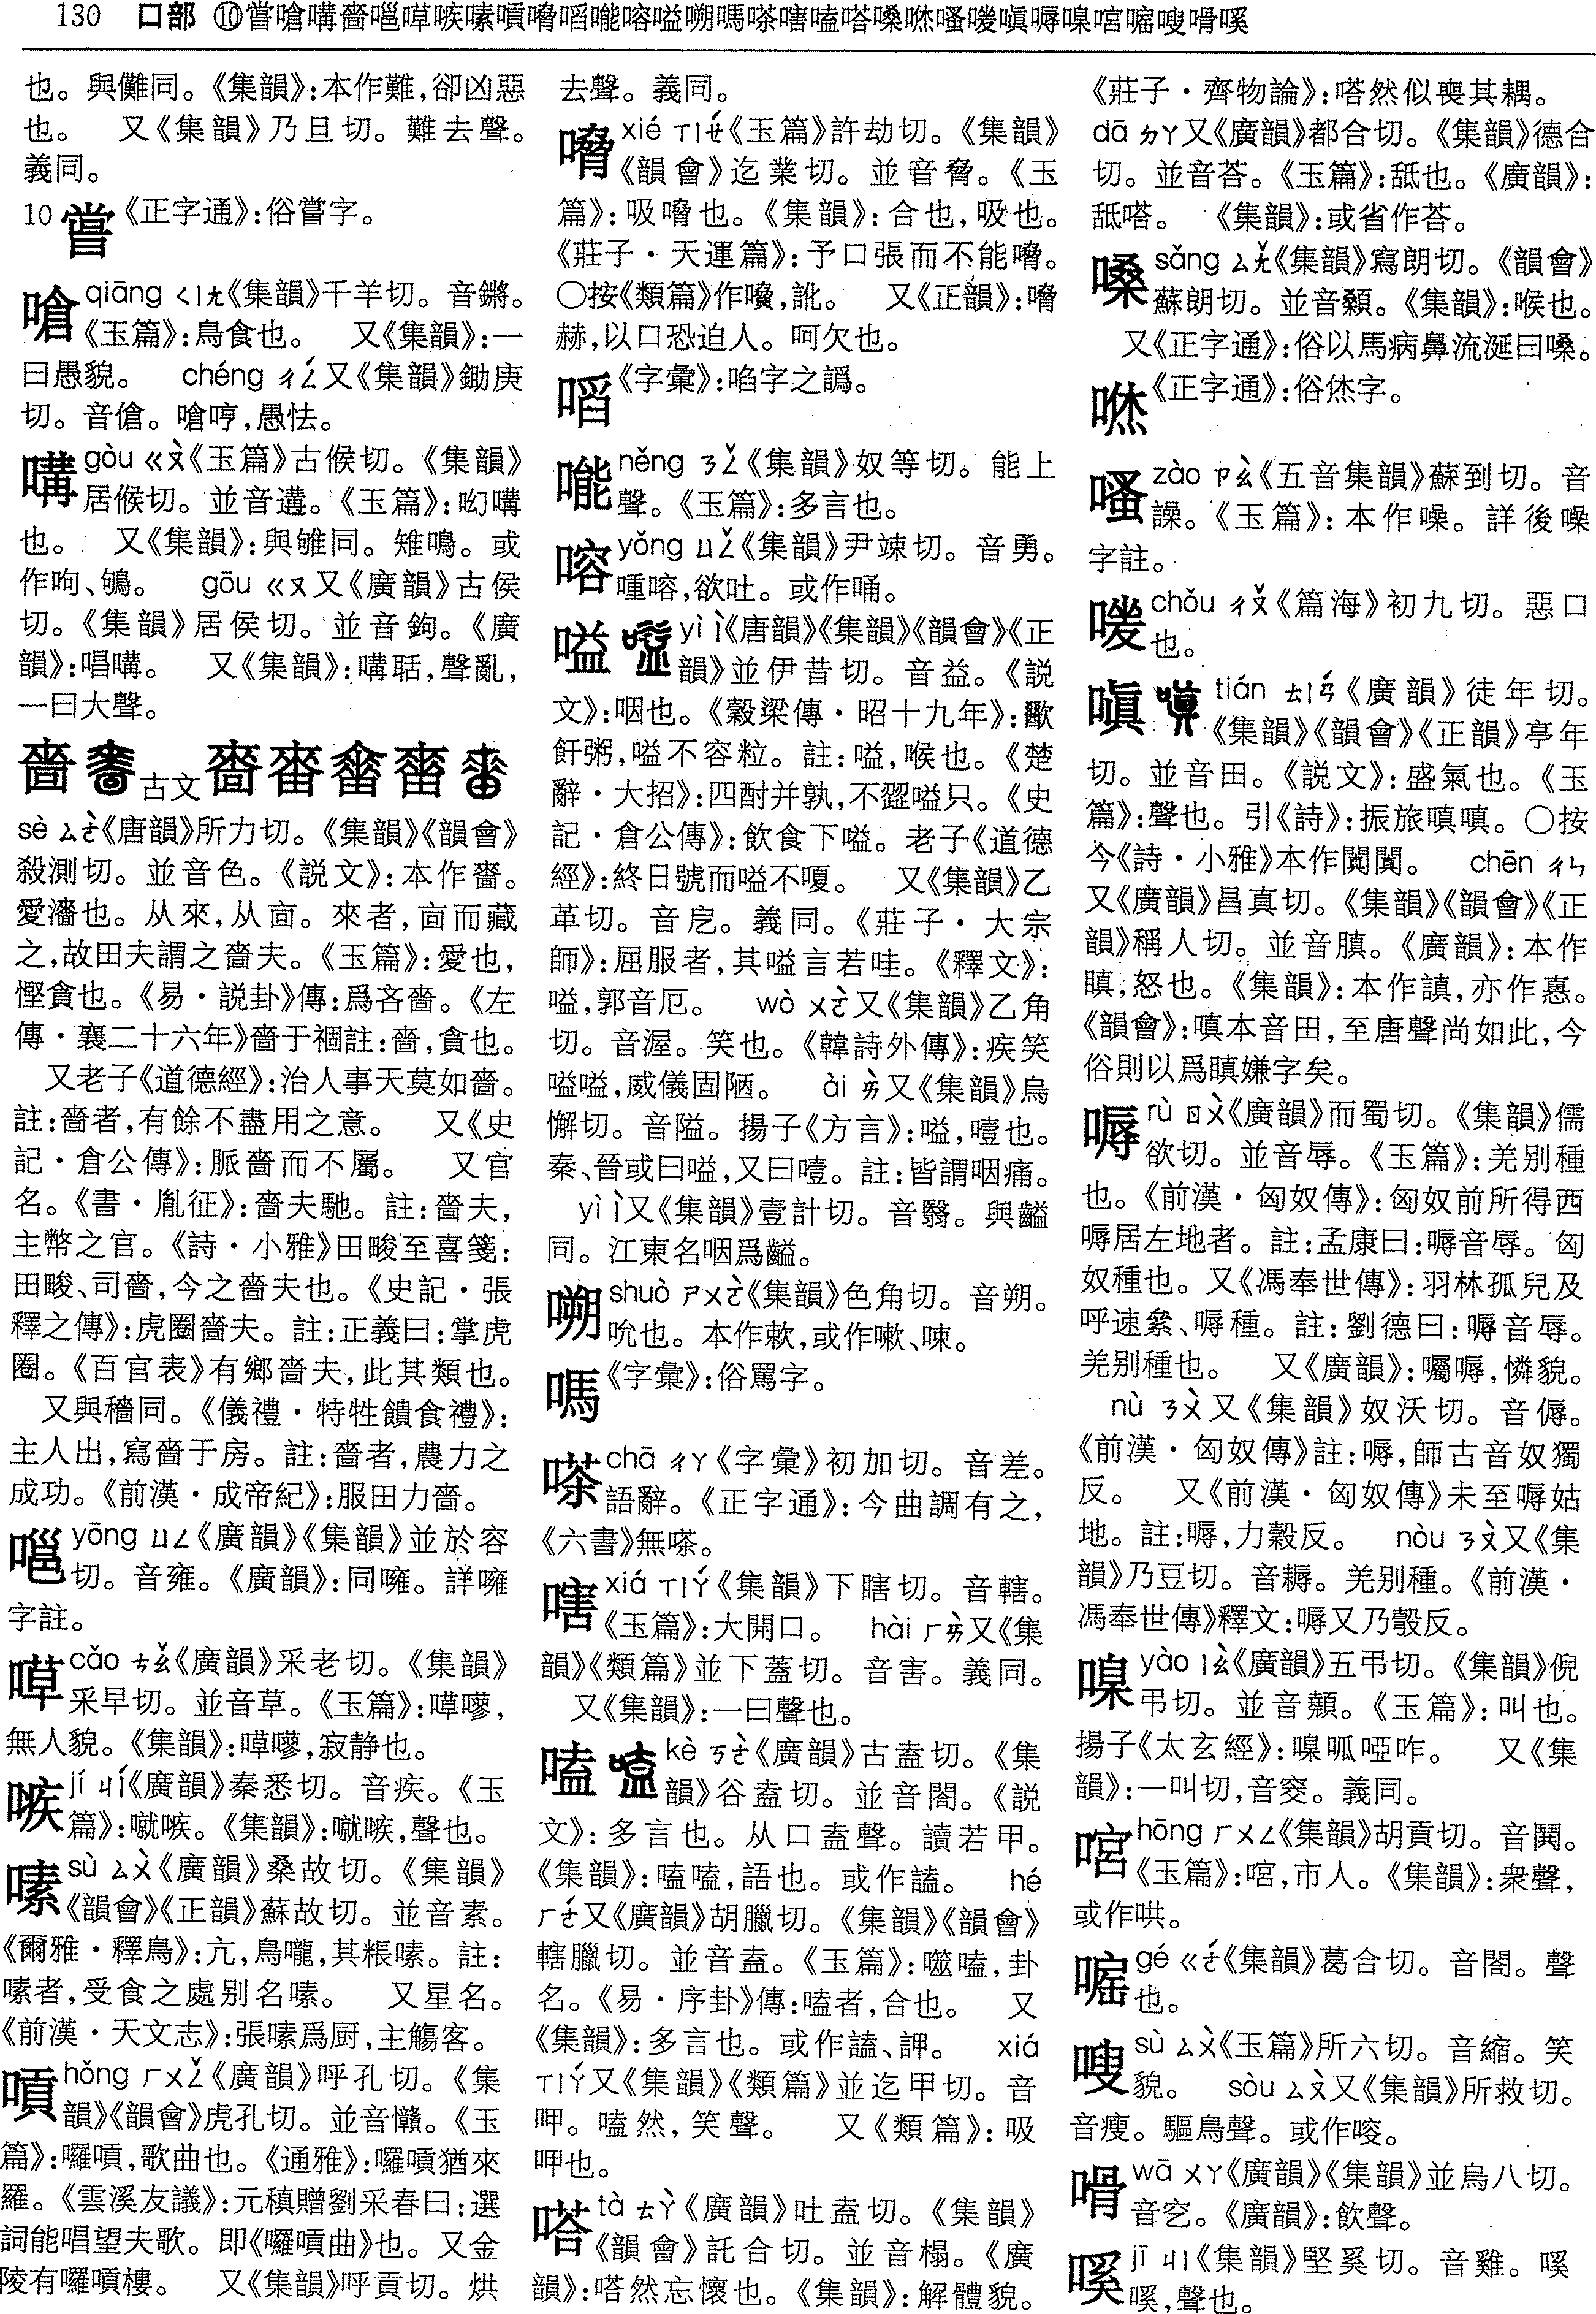 130 口部 ⑩嘗嗆嗊嗇嗈嗶嗾嗉嗊嗋嗂嗯嗒嗌嗍嗎嗏嗐嗑嗒嗓嗠嗖嗳嗔嗕嗅嗃嗝嗖嗗嗘
也。與儺同。《集韻》:本作難,卻凶惡
也。 又《集韻》乃旦切。難去聲。
義同。
10 嘗 《正字通》:俗嘗字。
嗆 qiāng ㄑㄧㄤ《集韻》千羊切。音鏘。
《玉篇》:鳥食也。 又《集韻》:一
曰愚貌。 chéng ㄔㄥˊ又《集韻》鋤庚
切。音傖。嗆哼,愚怯。
gòu ㄍㄡˋ《玉篇》古候切。《集韻》
居候切。並音遘。《玉篇》:㕭嗀
也。 又《集韻》:與雊同。雉鳴。或
作呴、鴝。 gōu ㄍㄡ又《廣韻》古侯
切。《集韻》居侯切。並音鉤。《廣
韻》:唱㗕。 又《集韻》:㗕聒,聲亂,
一曰大聲。
嗇 古文
sè ㄙㄜˋ《唐韻》所力切。《集韻》《韻會》
殺測切。並音色。《説文》:本作嗇。
愛濇也。从來,从㐭。來者,㐭而藏
之,故田夫謂之嗇夫。《玉篇》:愛也,
慳貪也。《易・説卦》傳:爲吝嗇。《左
傳・襄二十六年》嗇于禍註:嗇,貪也。
又老子《道德經》:治人事天莫如嗇。
註:嗇者,有餘不盡用之意。 又《史
記・倉公傳》:脈嗇而不屬。 又官
名。《書・胤征》:嗇夫馳。註:嗇夫,
主幣之官。《詩・小雅》田畯至喜箋:
田畯、司嗇,今之嗇夫也。《史記・張
釋之傳》:虎圈嗇夫。註:正義曰:掌虎
圈。《百官表》有鄉嗇夫,此其類也。
又與穡同。《儀禮・特牲饋食禮》:
主人出,寫嗇于房。註:嗇者,農力之
成功。《前漢・成帝紀》:服田力嗇。
嗈 yōng ㄩㄥ《廣韻》《集韻》並於容
切。音雍。《廣韻》:同噰。詳噰
字註。
cǎo ㄘㄠˇ《廣韻》采老切。《集韻》
采早切。並音草。《玉篇》:嘽嘐,
無人貌。《集韻》:嘽嘐,寂静也。
嗾 jí ㄐㄧˊ《廣韻》秦悉切。音疾。《玉
篇》:噈㗱。《集韻》:噈㗱,聲也。
嗉 sù ㄙㄨˋ《廣韻》桑故切。《集韻》
《韻會》《正韻》蘇故切。並音素。
《爾雅・釋鳥》:亢,鳥嚨,其粻嗉。註:
嗉者,受食之處别名嗉。 又星名。
《前漢・天文志》:張嗉爲厨,主觴客。
嗊 hǒng ㄏㄨㄥˇ《廣韻》呼孔切。《集
韻》《韻會》虎孔切。並音㦬。《玉
篇》:囉嗊,歌曲也。《通雅》:囉嗊猶來
羅。《雲溪友議》:元稹贈劉采春曰:選
詞能唱望夫歌。即《囉嗊曲》也。又金
陵有囉嗊樓。 又《集韻》呼貢切。烘
去聲。義同。
嗋 xié ㄒㄧㄝˊ《玉篇》許劫切。《集韻》
《韻會》迄業切。並音脅。《玉
篇》:吸嗋也。《集韻》:合也,吸也。
《莊子・天運篇》:予口張而不能嗋。
○按《類篇》作嚪,訛。 又《正韻》:嗋
赫,以口恐迫人。呵欠也。
《字彙》:啗字之譌。
něng ㄋㄥˇ《集韻》奴等切。能上
聲。《玉篇》:多言也。
嗋 yǒng ㄩㄥˇ《集韻》尹竦切。音勇。
喠嗋,欲吐。或作㗈。
嗌 yì ㄧˋ《唐韻》《集韻》《韻會》《正
韻》並伊昔切。音益。《説
文》:咽也。《穀梁傳・昭十九年》:歠
飦粥,嗌不容粒。註:嗌,喉也。《楚
辭・大招》:四酎并孰,不歰嗌只。《史
記・倉公傳》:飲食下嗌。老子《道德
經》:終日號而嗌不嗄。 又《集韻》乙
革切。音戹。義同。《莊子・大宗
師》:屈服者,其嗌言若哇。《釋文》:
嗌,郭音厄。 wò ㄨㄛˋ又《集韻》乙角
切。音渥。笑也。《韓詩外傳》:疾笑
嗌嗌,威儀固陋。 ài ㄞˋ又《集韻》烏
懈切。音隘。揚子《方言》:嗌,噎也。
秦、晉或曰嗌,又曰噎。註:皆謂咽痛。
yì ㄧˋ又《集韻》壹計切。音翳。與齸
同。江東名咽爲齸。
嗍 shuò ㄕㄨㄛˋ《集韻》色角切。音朔。
吮也。本作欶,或作嗽、㖩。
嗎 《字彙》:俗罵字。
嗏 chā ㄔㄚ《字彙》初加切。音差。
語辭。《正字通》:今曲調有之,
《六書》無嗏。
嗐 xiá ㄒㄧㄚˊ《集韻》下瞎切。音轄。
《玉篇》:大開口。 hài ㄏㄞˋ又《集
韻》《類篇》並下蓋切。音害。義同。
又《集韻》:一曰聲也。
嗑 kè ㄎㄜˋ《廣韻》古盍切。《集
韻》谷盍切。並音閤。《説
文》:多言也。从口盍聲。讀若甲。
《集韻》:嗑嗑,語也。或作譫。 hé
ㄏㄜˊ又《廣韻》胡臘切。《集韻》《韻會》
轄臘切。並音盍。《玉篇》:噬嗑,卦
名。《易・序卦》傳:嗑者,合也。 又
《集韻》:多言也。或作譫、䛅。 xiá
ㄒㄧㄚˊ又《集韻》《類篇》並迄甲切。音
呷。嗑然,笑聲。 又《類篇》:吸
呷也。
嗒 tà ㄊㄚˋ《廣韻》吐盍切。《集韻》
《韻會》託合切。並音榻。《廣
韻》:嗒然忘懷也。《集韻》:解體貌。
《莊子・齊物論》:嗒然似喪其耦。
dā ㄉㄚ又《廣韻》都合切。《集韻》德合
切。並音荅。《玉篇》:舐也。《廣韻》:
舐嗒。 《集韻》:或省作荅。
嗓 sǎng ㄙㄤˇ《集韻》寫朗切。《韻會》
蘇朗切。並音顙。《集韻》:喉也。
又《正字通》:俗以馬病鼻流涎曰嗓。
《正字通》:俗烋字。
zào ㄗㄠˋ《五音集韻》蘇到切。音
譟。《玉篇》:本作噪。詳後噪
字註。
chǒu ㄔㄡˇ《篇海》初九切。惡口
也。
嗔 tián ㄊㄧㄢˊ《廣韻》徒年切。
《集韻》《韻會》《正韻》亭年
切。並音田。《説文》:盛氣也。《玉
篇》:聲也。引《詩》:振旅嗔嗔。○按
今《詩・小雅》本作闐闐。 chēn ㄔㄣ
又《廣韻》昌真切。《集韻》《韻會》《正
韻》稱人切。並音瞋。《廣韻》:本作
瞋,怒也。《集韻》:本作謓,亦作㥲。
《韻會》:嗔本音田,至唐聲尚如此,今
俗則以爲瞋嫌字矣。
嗕 rù ㄖㄨˋ《廣韻》而蜀切。《集韻》儒
欲切。並音辱。《玉篇》:羌别種
也。《前漢・匈奴傳》:匈奴前所得西
嗕居左地者。註:孟康曰:嗕音辱。匈
奴種也。又《馮奉世傳》:羽林孤兒及
呼速絫、嗕種。註:劉德曰:嗕音辱。
羌别種也。 又《廣韻》:囑嗕,憐貌。
nù ㄋㄨˋ又《集韻》奴沃切。音傉。
《前漢・匈奴傳》註:嗕,師古音奴獨
反。 又《前漢・匈奴傳》未至嗕姑
地。註:嗕,力穀反。 nòu ㄋㄡˋ又《集
韻》乃豆切。音耨。羌别種。《前漢・
馮奉世傳》釋文:嗕又乃彀反。
嗅 yào ㄧㄠˋ《廣韻》五弔切。《集韻》倪
弔切。並音顤。《玉篇》:叫也。
揚子《太玄經》:㗛呱啞咋。 又《集
韻》:一叫切,音窔。義同。
hōng ㄏㄨㄥ《集韻》胡貢切。音鬨。
《玉篇》:㗢,市人。《集韻》:衆聲,
或作哄。
gé ㄍㄜˊ《集韻》葛合切。音閤。聲
也。
嗖 sù ㄙㄨˋ《玉篇》所六切。音縮。笑
貌。 sòu ㄙㄡˋ又《集韻》所救切。
音瘦。驅鳥聲。或作㖩。
嗗 wā ㄨㄚ《廣韻》《集韻》並烏八切。
音穵。《廣韻》:飲聲。
嗘 jī ㄐㄧ《集韻》堅奚切。音雞。嗘
嗘,聲也。